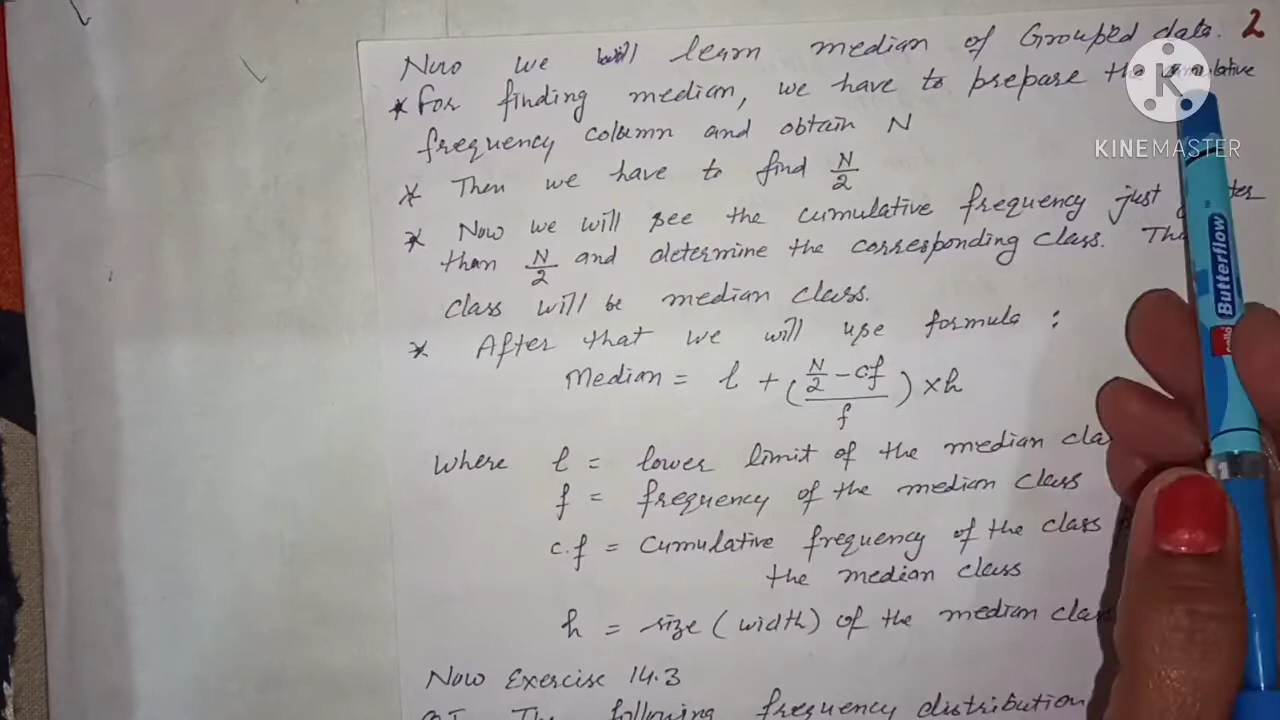 Now we will learn median of Grouped data. 2
* For finding median, we have to prepare the
frequency column and obtain N
* Then we have to find N/2
* Now we will see the cumulative frequency just
than N/2 and determine the corresponding class.
class will be median class.
* After that we will use formula :
Median = l + (N/2 - cf / f) × h
Where l = lower limit of the median
f = frequency of the median class
c.f = cumulative frequency of the class
the median class
h = size (width) of the median
Now Exercise 14.3
The following frequency distribution
KINEMASTER
Butterflow
cello